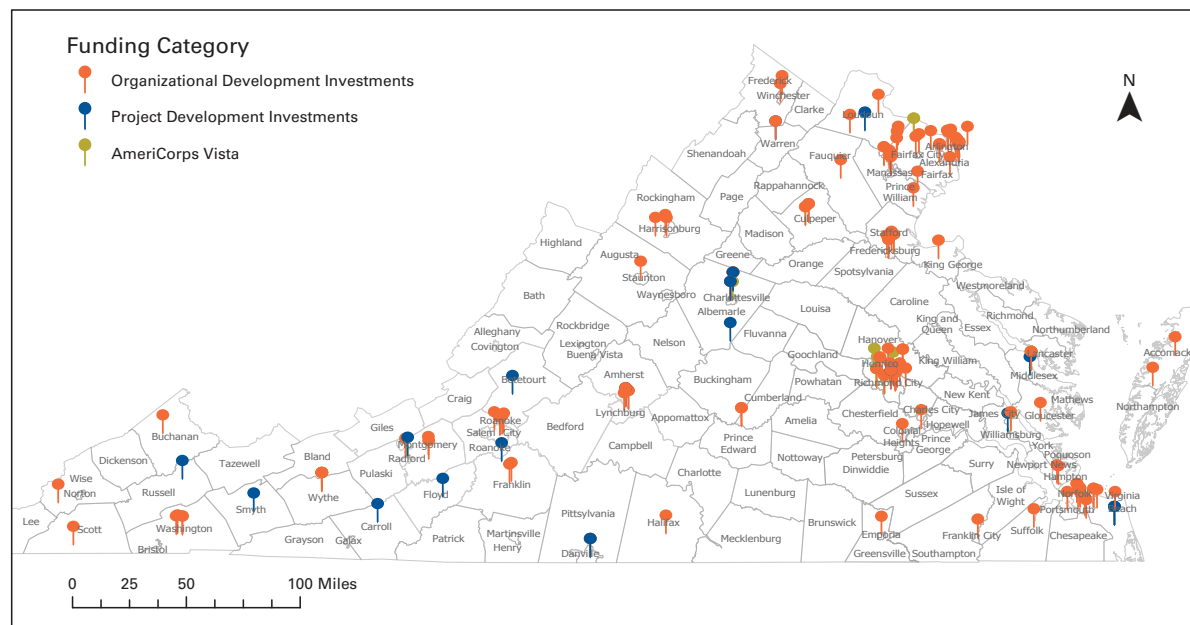 Funding Category
Organizational Development Investments
Project Development Investments
AmeriCorps Vista
N
Frederick
Winchester
Clarke
Loudoun
Warren
Shenandoah
Fauquier
Arlington
Fairfax City
Alexandria
Manassas
Fairfax
Prince
William
Rappahannock
Page
Rockingham
Culpeper
Harrisonburg
Madison
Stafford
Highland
Greene
Fredericksburg
Augusta
Orange
King George
Staunton
Spotsylvania
Westmoreland
Bath
Waynesboro
Charlottesville
Caroline
Albemarle
Louisa
Richmond
King and
Queen
Essex
Northumberland
Alleghany
Rockbridge
Fluvanna
Covington
Lexington
Nelson
Hanover
Buena Vista
Goochland
Henrico
King William
Lancaster
Accomack
Botetourt
Amherst
Buckingham
Powhatan
Richmond City
Middlesex
Craig
Cumberland
New Kent
Mathews
Northampton
Lynchburg
Appomattox
Amelia
Chesterfield
Charles City
James City
Gloucester
Roanoke
Salem City
Giles
Bedford
Hopewell
Williamsburg
Buchanan
Montgomery
Roanoke
Campbell
Prince
Edward
Colonial
Heights
Prince
George
York
Bland
Radford
Nottoway
Petersburg
Poquoson
Dickenson
Tazewell
Pulaski
Dinwiddie
Surry
Newport News
Hampton
Wise
Norton
Russell
Wythe
Floyd
Franklin
Charlotte
Smyth
Lunenburg
Sussex
Isle of
Wight
Norfolk
Virginia
Beach
Carroll
Pittsylvania
Portsmouth
Lee
Scott
Washington
Halifax
Brunswick
Emporia
Franklin City
Suffolk
Grayson
Galax
Patrick
Martinsville
Henry
Mecklenburg
Chesapeake
Bristol
Danville
Greensville
Southampton
0 25 50 100 Miles